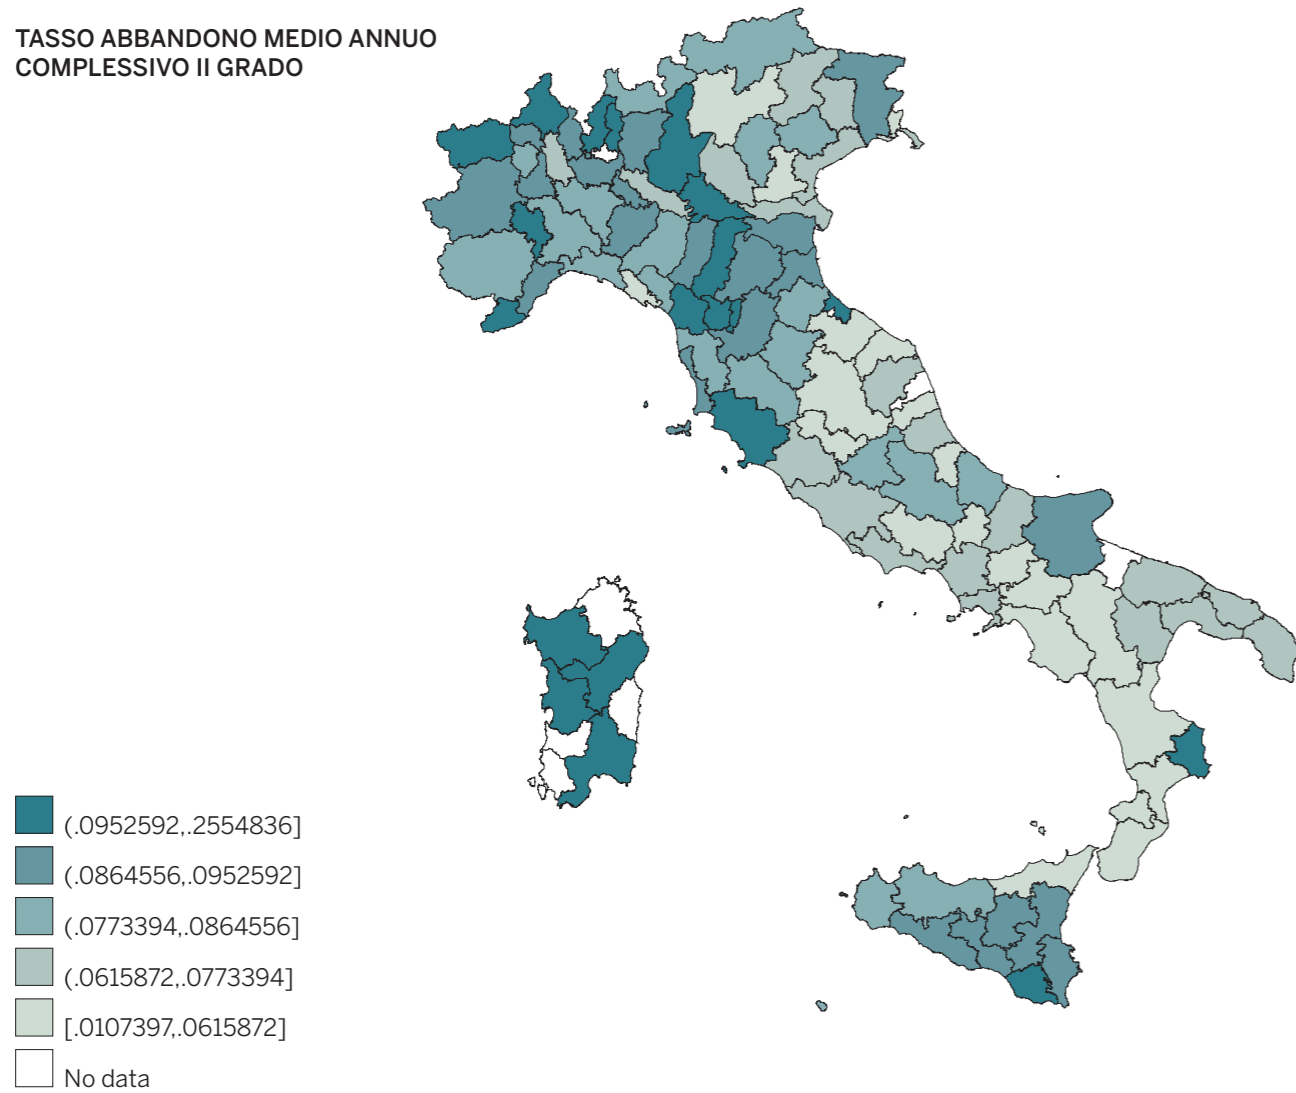 TASSO ABBANDONO MEDIO ANNUO
COMPLESSIVO II GRADO
(.0952592,.2554836]
(.0864556,.0952592]
(.0773394,.0864556]
(.0615872,.0773394]
[.0107397,.0615872]
No data